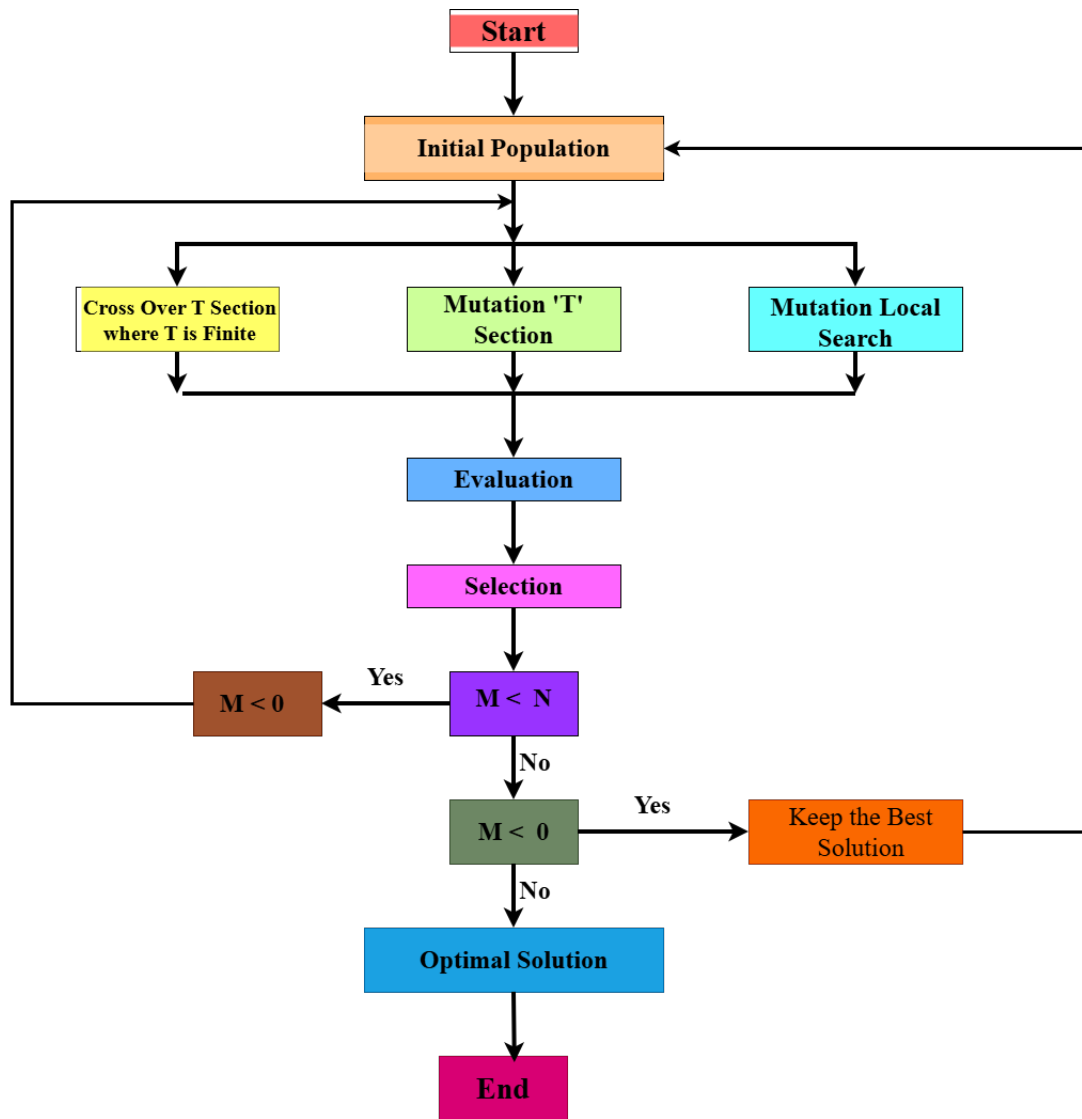 Start
Initial Population
Cross Over T Section
where T is Finite
Mutation 'T'
Section
Mutation Local
Search
Evaluation
Selection
M < 0
Yes
M < N
No
M < 0
Yes
Keep the Best
Solution
No
Optimal Solution
End